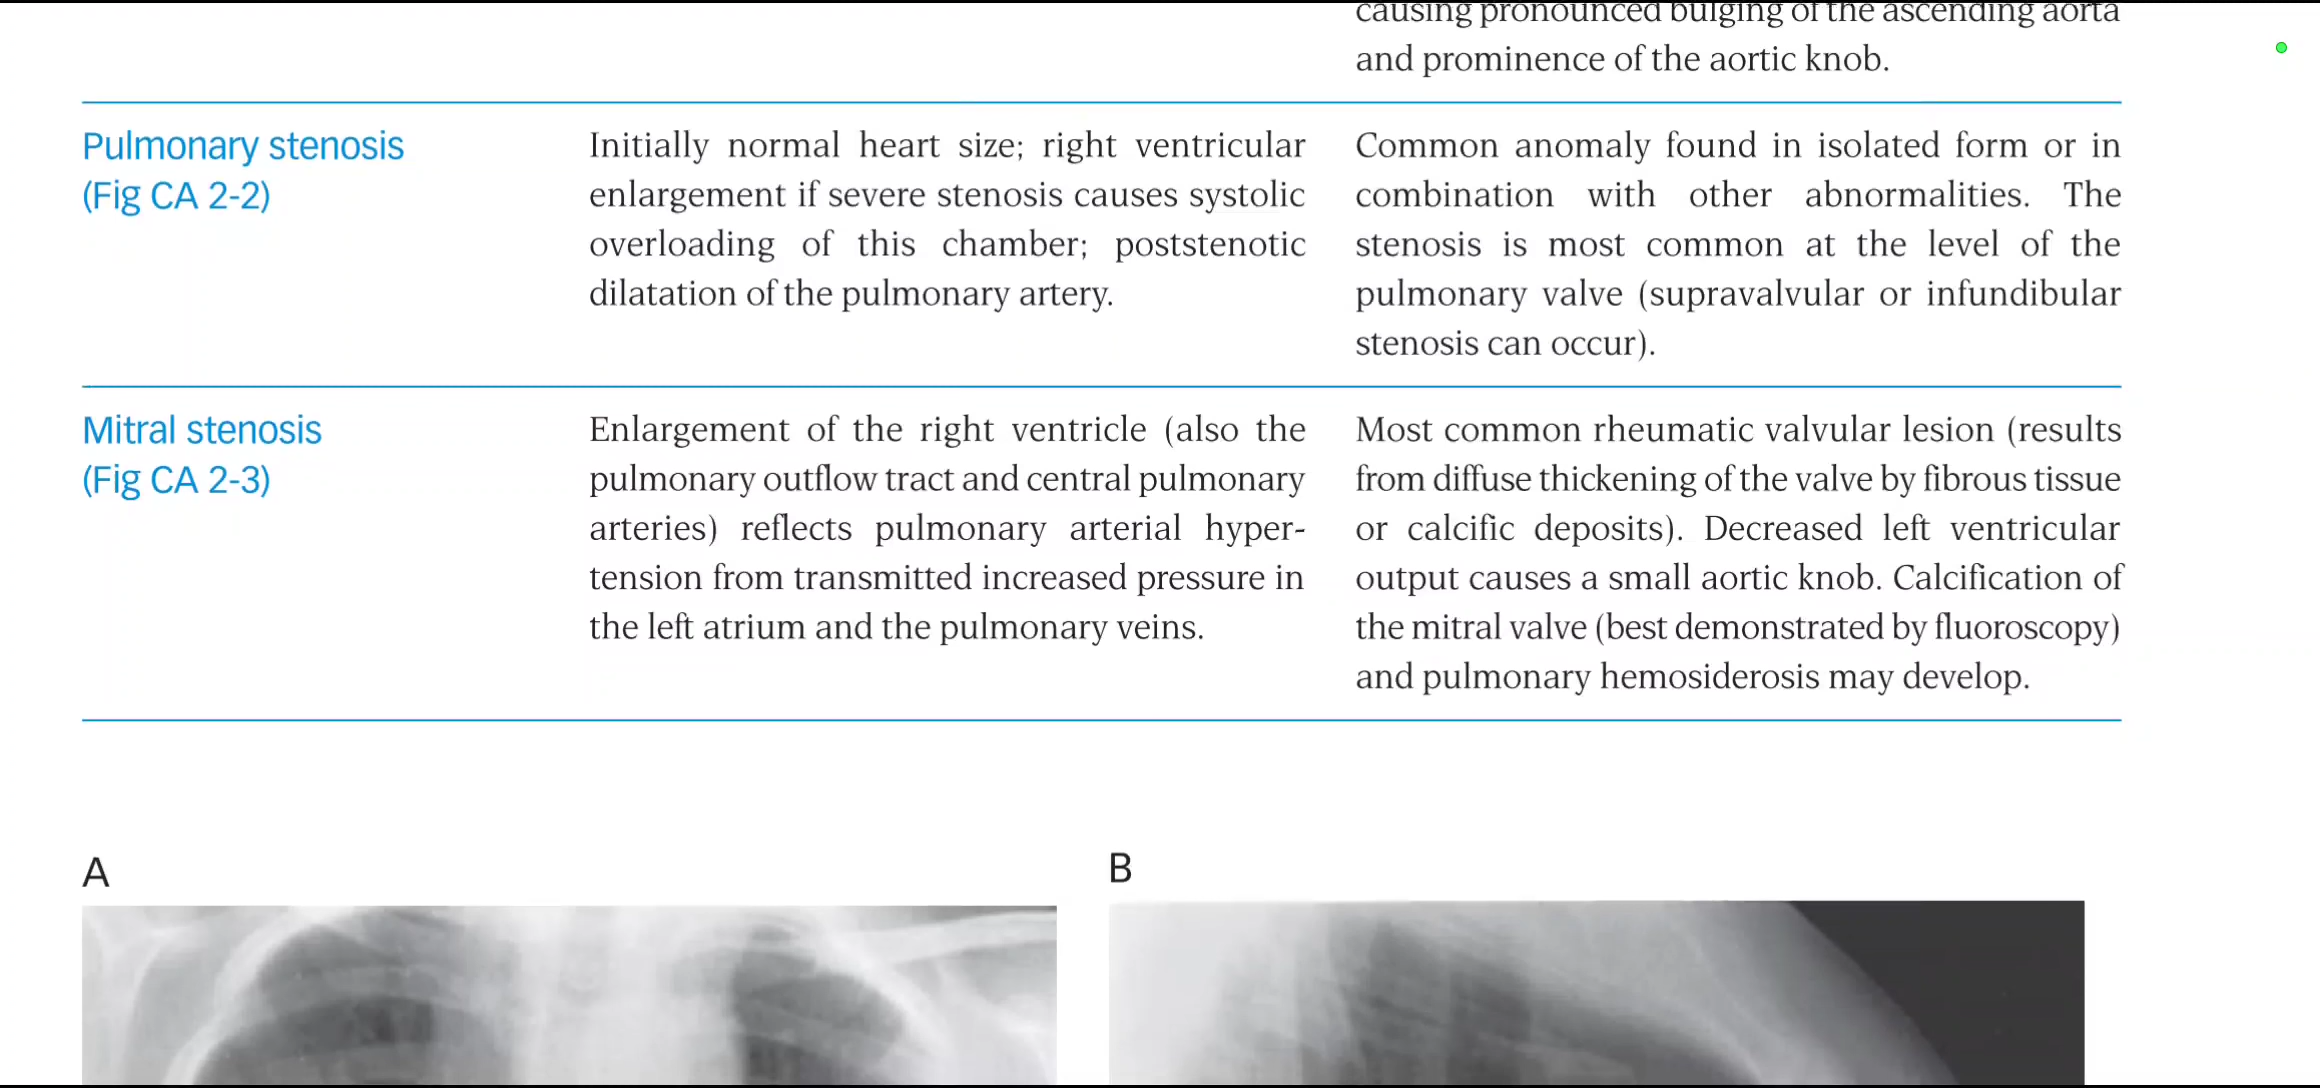 causing pronounced bulging of the ascending aorta
and prominence of the aortic knob.
Pulmonary stenosis
(Fig CA 2-2)
Initially normal heart size; right ventricular
enlargement if severe stenosis causes systolic
overloading of this chamber; poststenotic
dilatation of the pulmonary artery.
Common anomaly found in isolated form or in
combination with other abnormalities. The
stenosis is most common at the level of the
pulmonary valve (supravalvular or infundibular
stenosis can occur).
Mitral stenosis
(Fig CA 2-3)
Enlargement of the right ventricle (also the
pulmonary outflow tract and central pulmonary
arteries) reflects pulmonary arterial hyper-
tension from transmitted increased pressure in
the left atrium and the pulmonary veins.
Most common rheumatic valvular lesion (results
from diffuse thickening of the valve by fibrous tissue
or calcific deposits). Decreased left ventricular
output causes a small aortic knob. Calcification of
the mitral valve (best demonstrated by fluoroscopy)
and pulmonary hemosiderosis may develop.
A
B